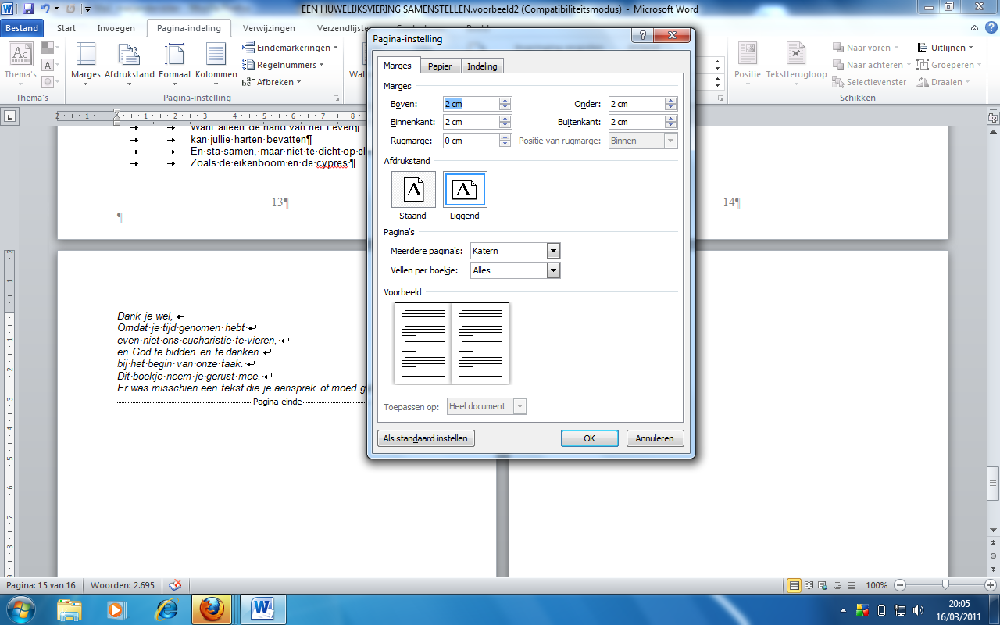 EEN HUWELIJKSVIERING SAMENSTELLEN.voorbeeld2 (Compatibiliteitsmodus) - Microsoft Word
Bestand Start Invoegen Pagina-indeling Verwijzingen Verzendlijsten
Thema's Marges Afdrukstand Formaat Kolommen Eindemarkeringen Regelnummers Afbreken
Positie Tekstterugloop Naar voren Naar achteren Selectievenster Uitlijnen Groeperen Draaien
Thema's Pagina-instelling Schikken
Want alleen de hand van het Leven¶
kan jullie harten bevatten¶
En sta samen, maar niet te dicht op
Zoals de eikenboom en de cypres.¶
13¶
14¶
¶
Dank je wel,
Omdat je tijd genomen hebt
even niet ons eucharistie te vieren,
en God te bidden en te danken
bij het begin van onze taak.
Dit boekje neem je gerust mee.
Er was misschien een tekst die je aansprak of moed
Pagina-einde
Pagina-instelling
Marges Papier Indeling
Marges
Boven: 2 cm Onder: 2 cm
Binnenkant: 2 cm Buitenkant: 2 cm
Rugmarge: 0 cm Positie van rugmarge: Binnen
Afdrukstand
A A
Staand Liggend
Pagina's
Meerdere pagina's: Katern
Vellen per boekje: Alles
Voorbeeld
Toepassen op: Heel document
Als standaard instellen OK Annuleren
Pagina: 15 van 16 Woorden: 2.695 100%
20:05
16/03/2011